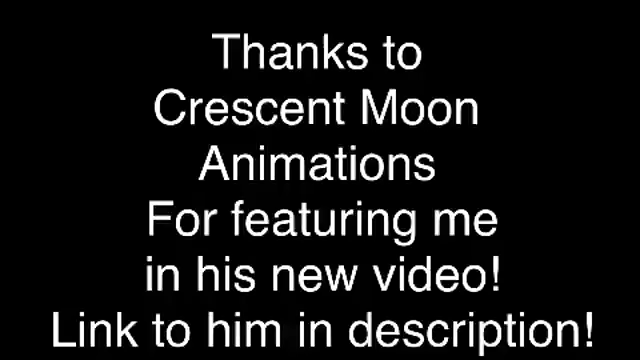 Thanks to
Crescent Moon
Animations
For featuring me
in his new video!
Link to him in description!